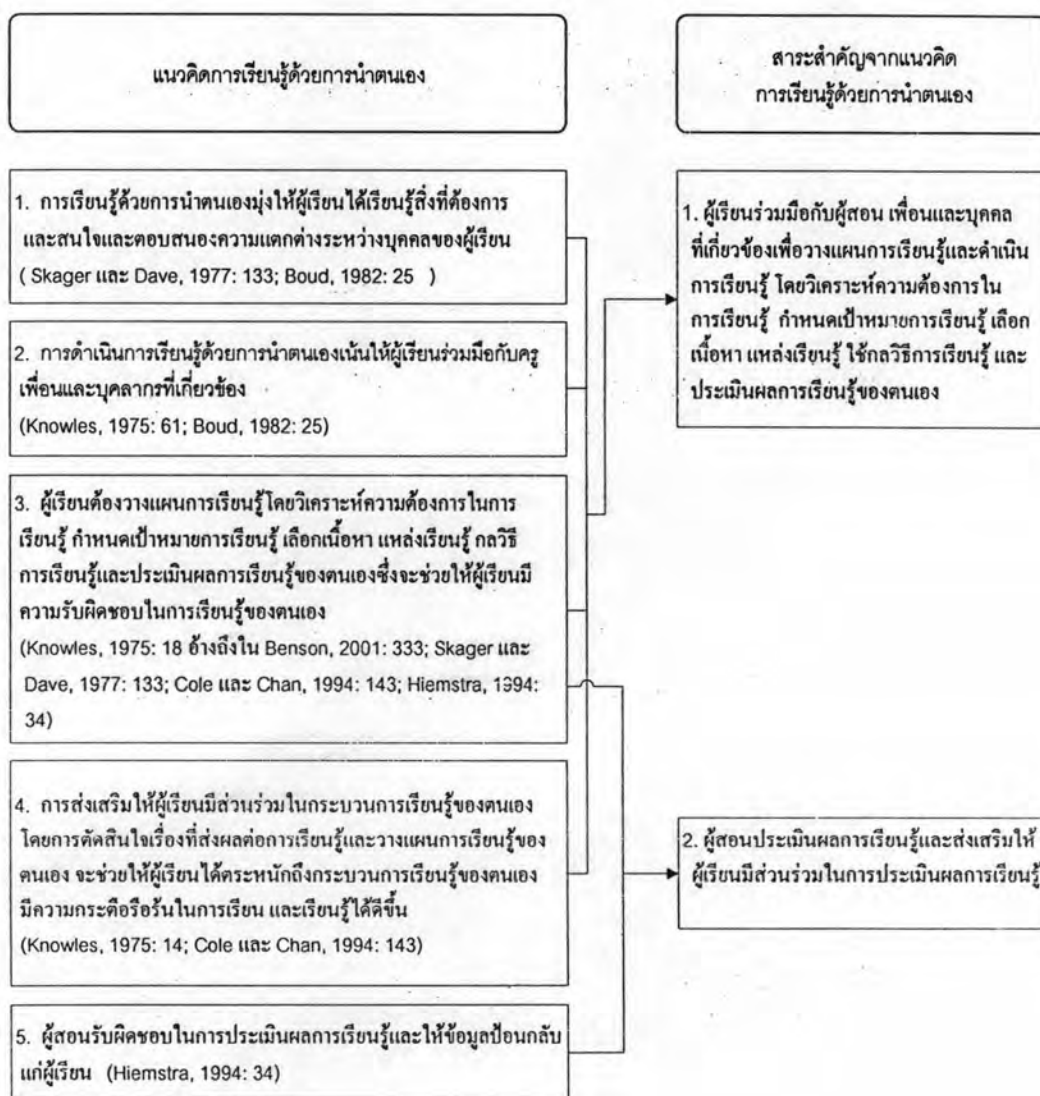 แนวคิดการเรียนรู้ด้วยการนำตนเอง
สาระสำคัญจากแนวคิด
การเรียนรู้ด้วยการนำตนเอง
1. การเรียนรู้ด้วยการนำตนเองมุ่งให้ผู้เรียนได้เรียนรู้สิ่งที่ต้องการ
และสนใจและตอบสนองความแตกต่างระหว่างบุคคลของผู้เรียน
( Skager และ Dave, 1977: 133; Boud, 1982: 25 )
2. การดำเนินการเรียนรู้ด้วยการนำตนเองเน้นให้ผู้เรียนร่วมมือกับครู
เพื่อนและบุคลากรที่เกี่ยวข้อง
(Knowles, 1975: 61; Boud, 1982: 25)
3. ผู้เรียนต้องวางแผนการเรียนรู้โดยวิเคราะห์ความต้องการในการ
เรียนรู้ กำหนดเป้าหมายการเรียนรู้ เลือกเนื้อหา แหล่งเรียนรู้ กลวิธี
การเรียนรู้และประเมินผลการเรียนรู้ของตนเองซึ่งจะช่วยให้ผู้เรียนมี
ความรับผิดชอบในการเรียนรู้ของตนเอง
(Knowles, 1975: 18 อ้างถึงใน Benson, 2001: 333; Skager และ
Dave, 1977: 133; Cole และ Chan, 1994: 143; Hiemstra, 1994:
34)
4. การส่งเสริมให้ผู้เรียนมีส่วนร่วมในกระบวนการเรียนรู้ของตนเอง
โดยการตัดสินใจเรื่องที่ส่งผลต่อการเรียนรู้และวางแผนการเรียนรู้ของ
ตนเอง จะช่วยให้ผู้เรียนได้ตระหนักถึงกระบวนการเรียนรู้ของตนเอง
มีความกระตือรือร้นในการเรียน และเรียนรู้ได้ดีขึ้น
(Knowles, 1975: 14; Cole และ Chan, 1994: 143)
5. ผู้สอนรับผิดชอบในการประเมินผลการเรียนรู้และให้ข้อมูลป้อนกลับ
แก่ผู้เรียน (Hiemstra, 1994: 34)
1. ผู้เรียนร่วมมือกับผู้สอน เพื่อนและบุคคล
ที่เกี่ยวข้องเพื่อวางแผนการเรียนรู้และดำเนิน
การเรียนรู้ โดยวิเคราะห์ความต้องการใน
การเรียนรู้ กำหนดเป้าหมายการเรียนรู้ เลือก
เนื้อหา แหล่งเรียนรู้ ใช้กลวิธีการเรียนรู้ และ
ประเมินผลการเรียนรู้ของตนเอง
2. ผู้สอนประเมินผลการเรียนรู้และส่งเสริมให้
ผู้เรียนมีส่วนร่วมในการประเมินผลการเรียนรู้